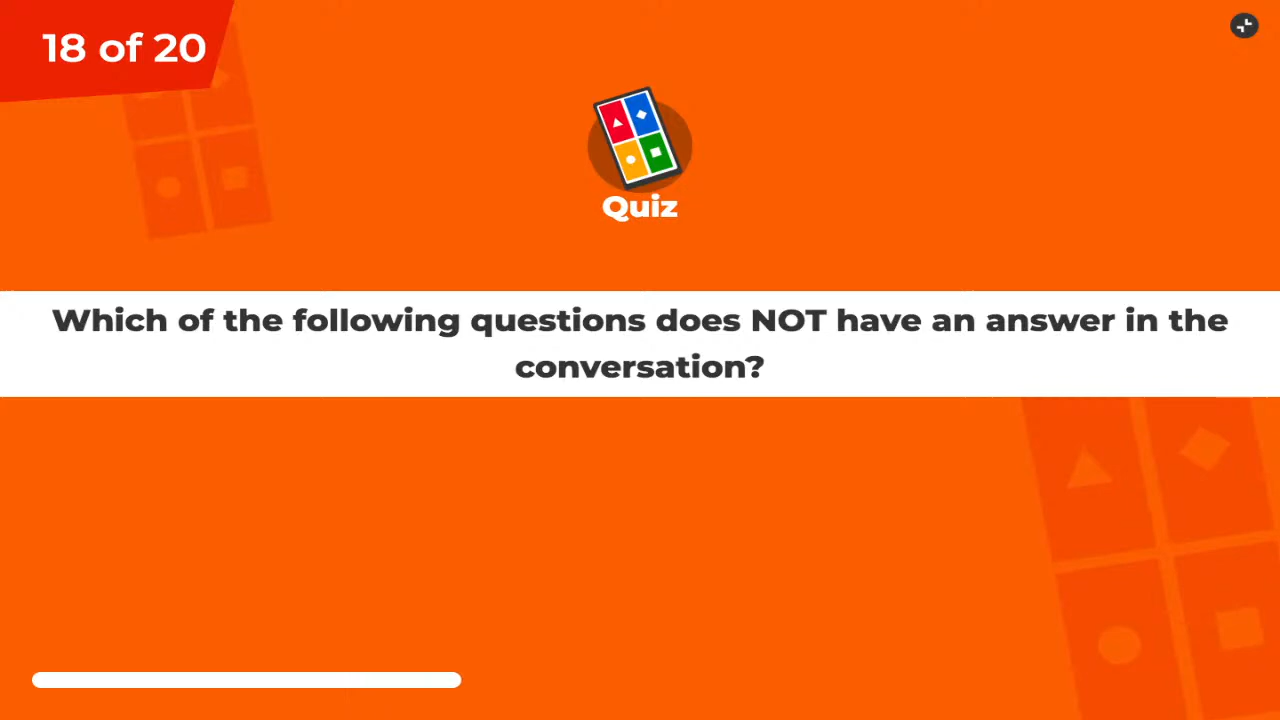 18 of 20
Quiz
Which of the following questions does NOT have an answer in the
conversation?